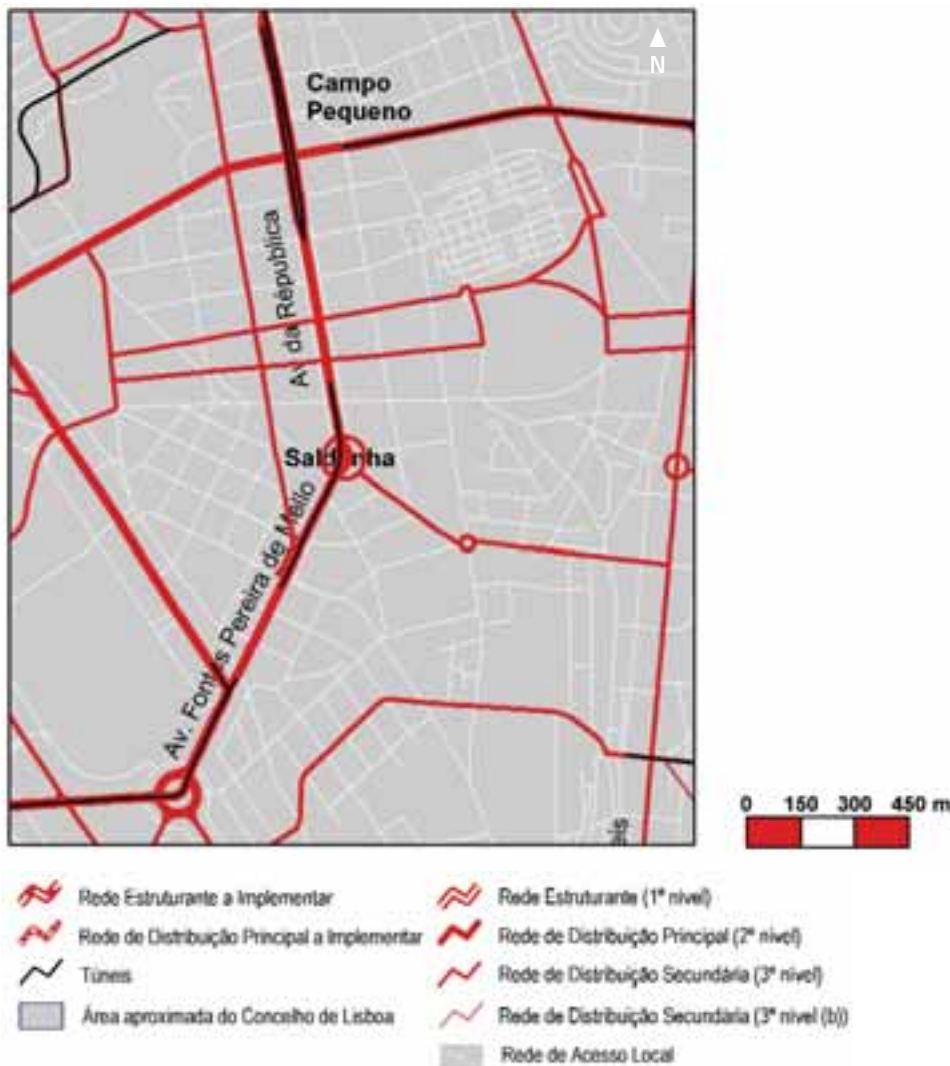 N
Campo
Pequeno
Av da Républica
Saldanha
Av. Fontes Pereira de Mello
eis
0 150 300 450 m
Rede Estruturante a Implementar
Rede de Distribuição Principal a Implementar
Túneis
Área aproximada do Concelho de Lisboa
Rede Estruturante (1º nível)
Rede de Distribuição Principal (2º nível)
Rede de Distribuição Secundária (3º nível)
Rede de Distribuição Secundária (3º nível (b))
Rede de Acesso Local